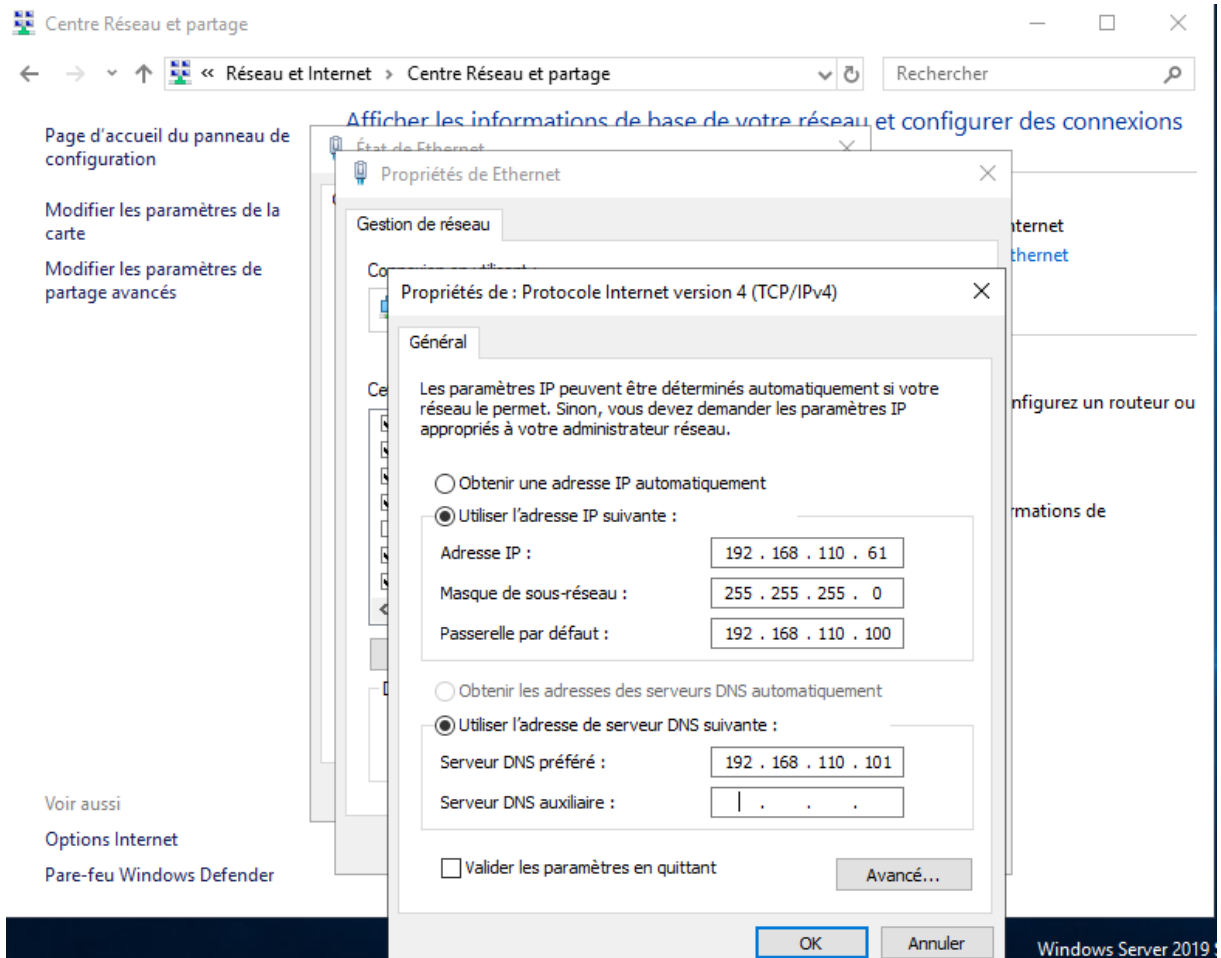 Centre Réseau et partage
« Réseau et Internet > Centre Réseau et partage
Rechercher
Page d'accueil du panneau de
configuration
Modifier les paramètres de la
carte
Modifier les paramètres de
partage avancés
Voir aussi
Options Internet
Pare-feu Windows Defender
Afficher les informations de base de votre réseau et configurer des connexions
État de Ethernet
Propriétés de Ethernet
Gestion de réseau
Connexion en utilisant :
Ce
Propriétés de : Protocole Internet version 4 (TCP/IPv4)
Général
Les paramètres IP peuvent être déterminés automatiquement si votre
réseau le permet. Sinon, vous devez demander les paramètres IP
appropriés à votre administrateur réseau.
Obtenir une adresse IP automatiquement
Utiliser l'adresse IP suivante :
Adresse IP : 192 . 168 . 110 . 61
Masque de sous-réseau : 255 . 255 . 255 . 0
Passerelle par défaut : 192 . 168 . 110 . 100
Obtenir les adresses des serveurs DNS automatiquement
Utiliser l'adresse de serveur DNS suivante :
Serveur DNS préféré : 192 . 168 . 110 . 101
Serveur DNS auxiliaire : . . .
Valider les paramètres en quittant
Avancé...
OK
Annuler
nternet
thernet
nfigurez un routeur ou
rmations de
Windows Server 2019